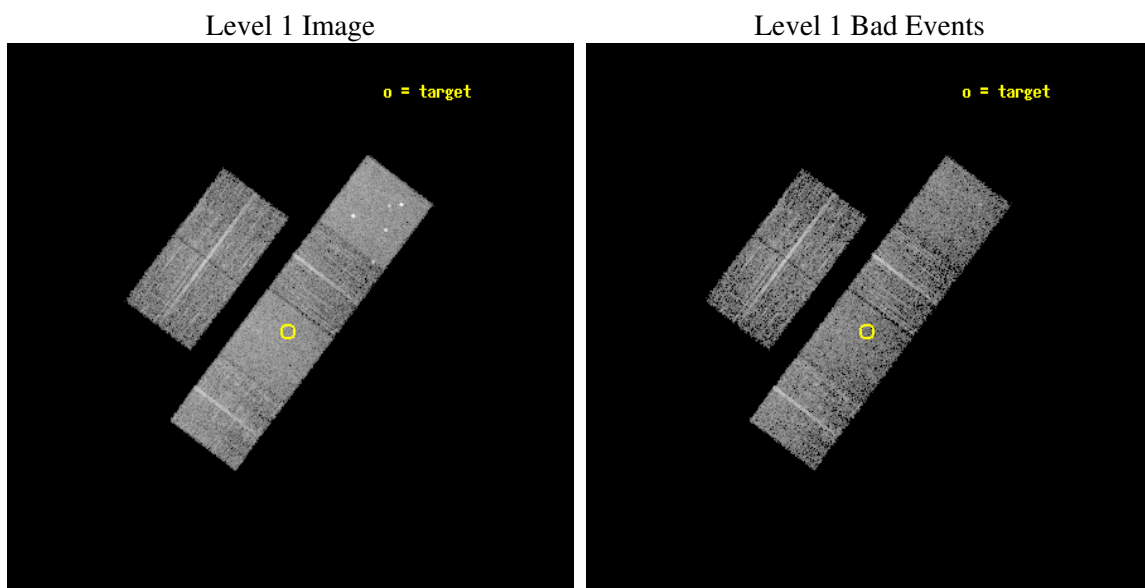 Level 1 Image
Level 1 Bad Events
o = target
o = target